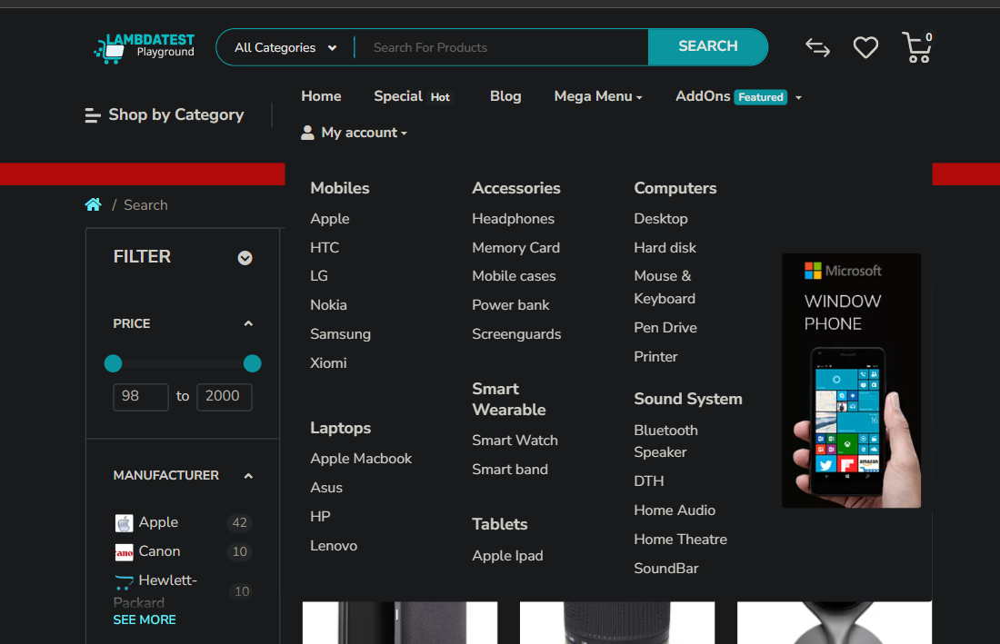 LAMBDATEST
Playground
All Categories
Search For Products
SEARCH
0
Shop by Category
Home
Special Hot
Blog
Mega Menu
AddOns Featured
My account
/ Search
FILTER
PRICE
98 to 2000
MANUFACTURER
Apple 42
Canon 10
Hewlett-
Packard 10
SEE MORE
Mobiles
Apple
HTC
LG
Nokia
Samsung
Xiomi
Laptops
Apple Macbook
Asus
HP
Lenovo
Accessories
Headphones
Memory Card
Mobile cases
Power bank
Screenguards
Smart
Wearable
Smart Watch
Smart band
Tablets
Apple Ipad
Computers
Desktop
Hard disk
Mouse &
Keyboard
Pen Drive
Printer
Sound System
Bluetooth
Speaker
DTH
Home Audio
Home Theatre
SoundBar
Microsoft
WINDOW
PHONE
16
amazon